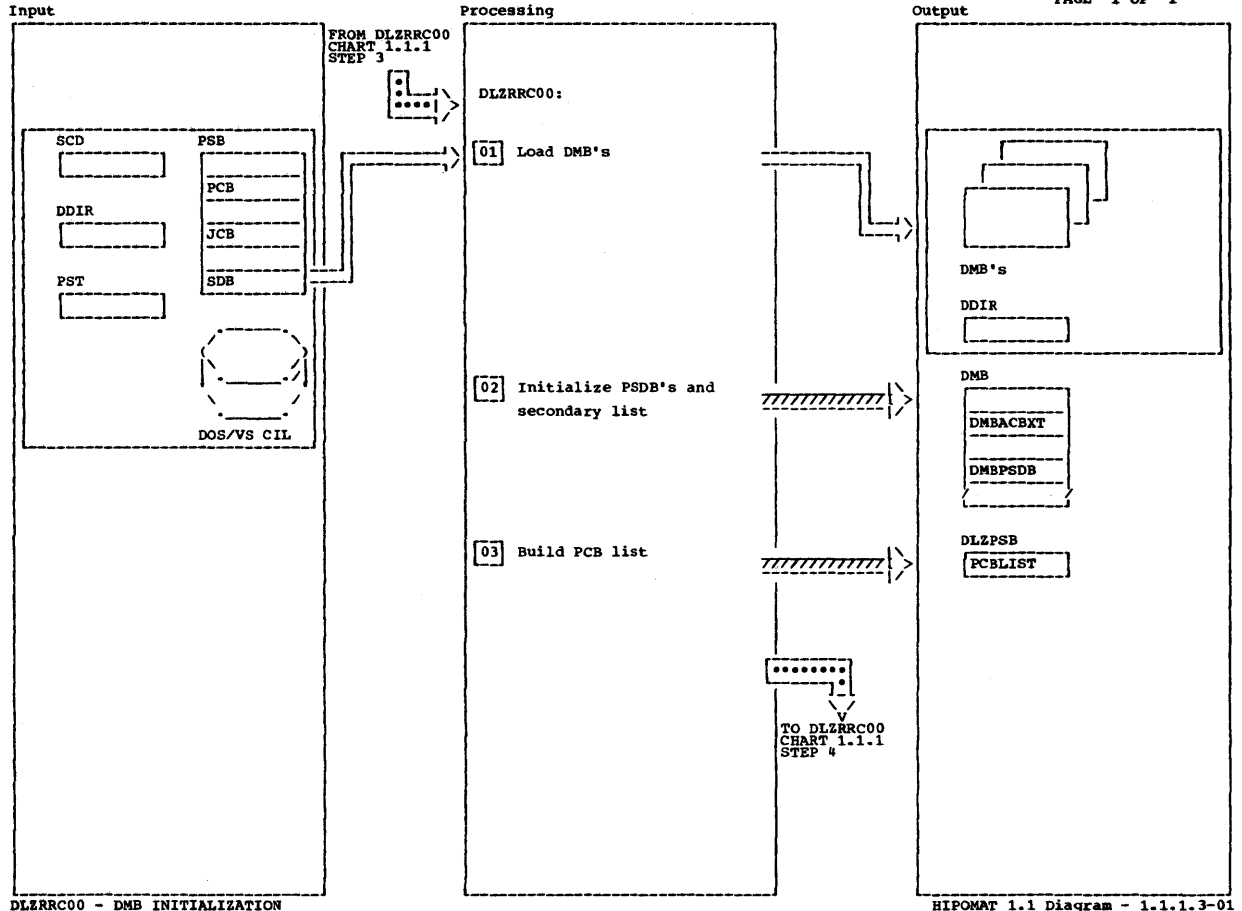 PAGE 1 OF 1
Input
Processing
Output
FROM DLZRRC00
CHART 1.1.1
STEP 3
DLZRRC00:
SCD
PSB
01 Load DMB's
PCB
DDIR
JCB
PST
SDB
DMB's
DDIR
DOS/VS CIL
02 Initialize PSDB's and
secondary list
DMB
DMBACBXT
DMBPSDB
03 Build PCB list
DLZPSB
PCBLIST
TO DLZRRC00
CHART 1.1.1
STEP 4
DLZRRC00 - DMB INITIALIZATION
HIPOMAT 1.1 Diagram - 1.1.1.3-01